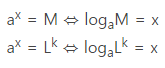 aˣ = M ⇔ logₐM = x
aˣ = Lᵏ ⇔ logₐLᵏ = x